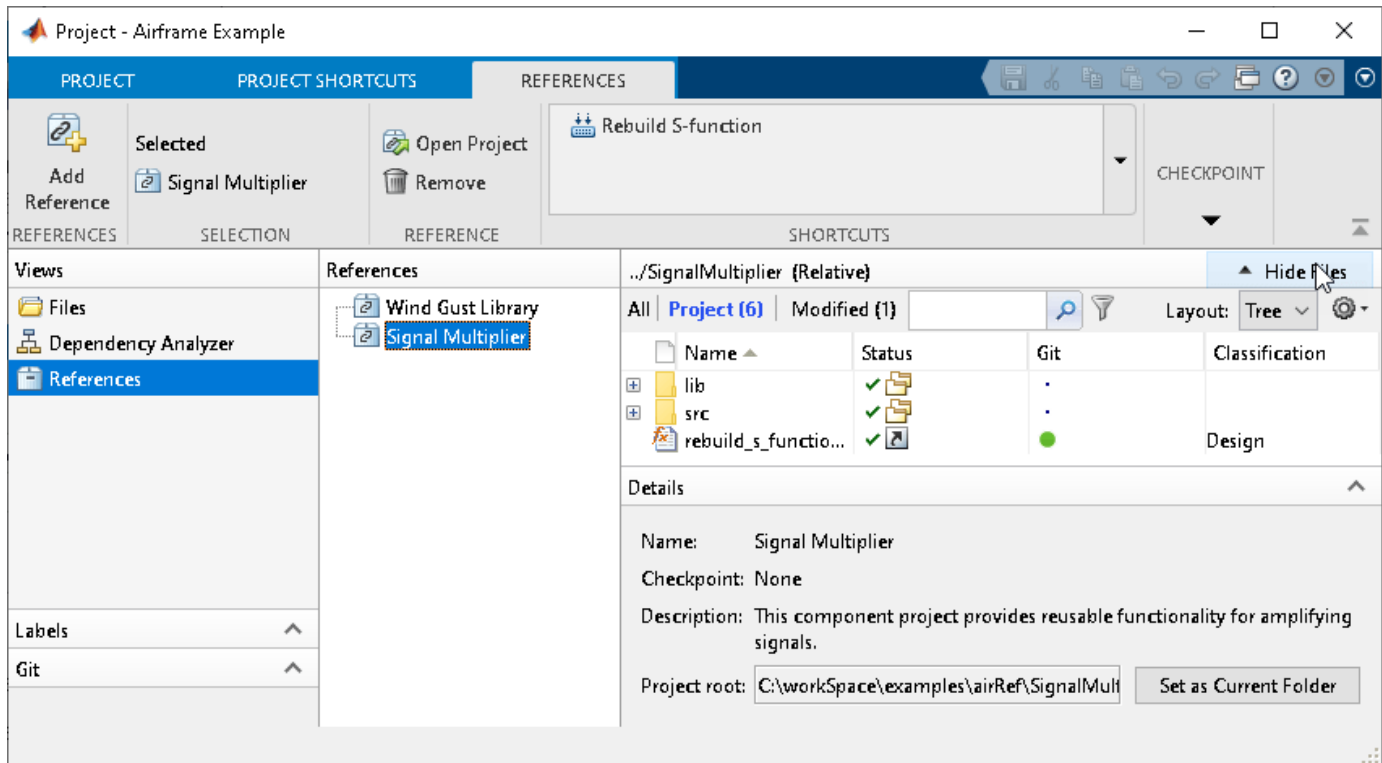 Project - Airframe Example
PROJECT PROJECT SHORTCUTS REFERENCES
Add Reference
REFERENCES
Selected
Signal Multiplier
SELECTION
Open Project
Remove
REFERENCE
Rebuild S-function
SHORTCUTS
CHECKPOINT
Views
Files
Dependency Analyzer
References
Labels
Git
References
Wind Gust Library
Signal Multiplier
../SignalMultiplier (Relative) Hide Files
All Project (6) Modified (1) Layout: Tree
Name Status Git Classification
lib
src
rebuild_s_functio... Design
Details
Name: Signal Multiplier
Checkpoint: None
Description: This component project provides reusable functionality for amplifying
signals.
Project root: C:\workSpace\examples\airRef\SignalMult Set as Current Folder